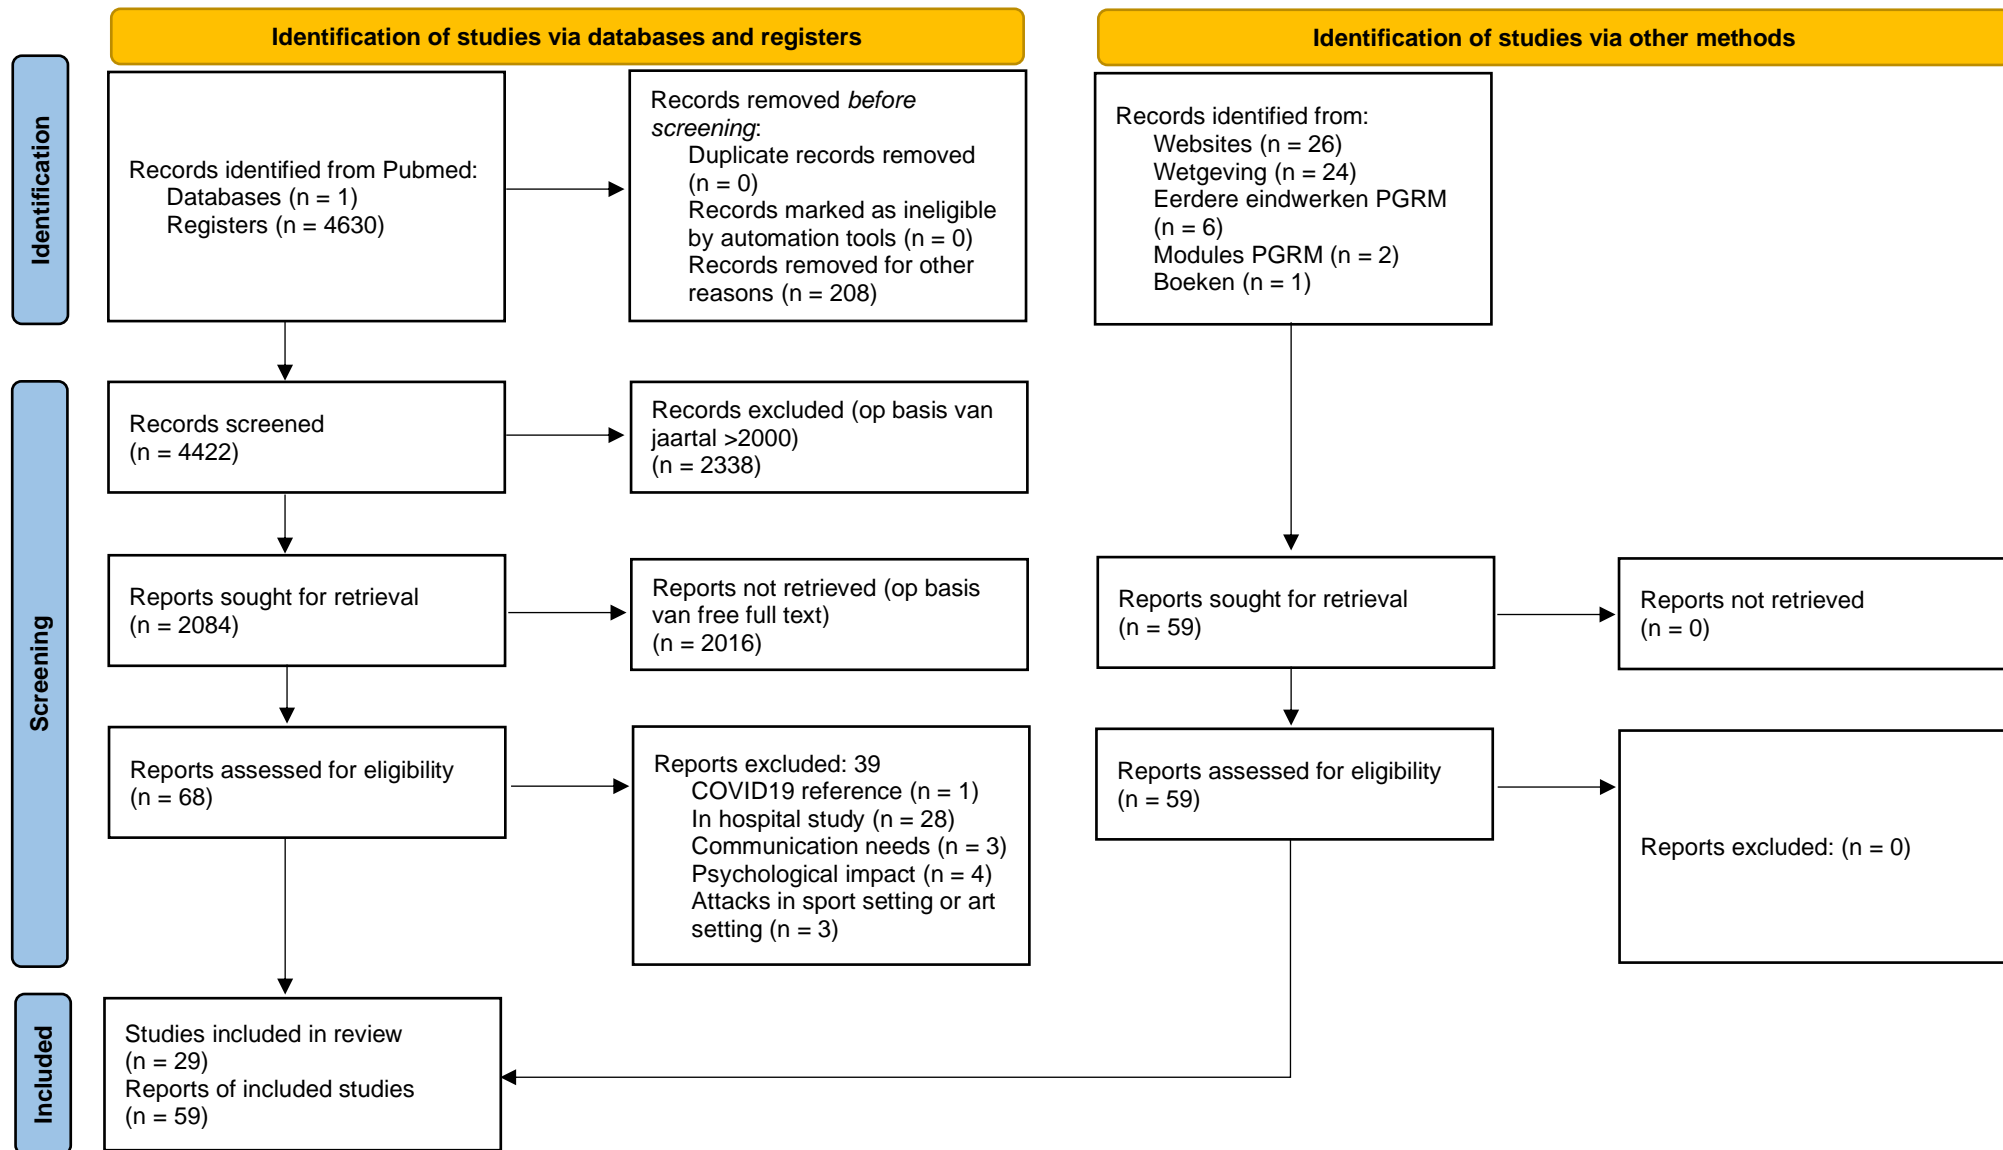 Identification of studies via databases and registers
Identification of studies via other methods
Identification
Records identified from Pubmed:
Databases (n = 1)
Registers (n = 4630)
Records removed before
screening:
Duplicate records removed
(n = 0)
Records marked as ineligible
by automation tools (n = 0)
Records removed for other
reasons (n = 208)
Records identified from:
Websites (n = 26)
Wetgeving (n = 24)
Eerdere eindwerken PGRM
(n = 6)
Modules PGRM (n = 2)
Boeken (n = 1)
Screening
Records screened
(n = 4422)
Records excluded (op basis van
jaartal >2000)
(n = 2338)
Reports sought for retrieval
(n = 2084)
Reports not retrieved (op basis
van free full text)
(n = 2016)
Reports sought for retrieval
(n = 59)
Reports not retrieved
(n = 0)
Reports assessed for eligibility
(n = 68)
Reports excluded: 39
COVID19 reference (n = 1)
In hospital study (n = 28)
Communication needs (n = 3)
Psychological impact (n = 4)
Attacks in sport setting or art
setting (n = 3)
Reports assessed for eligibility
(n = 59)
Reports excluded: (n = 0)
Included
Studies included in review
(n = 29)
Reports of included studies
(n = 59)